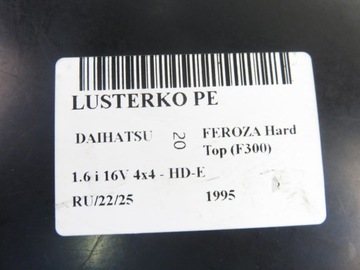 LUSTERKO PE
DAIHATSU 20 FEROZA Hard
Top (F300)
1.6 i 16V 4x4 - HD-E
RU/22/25 1995